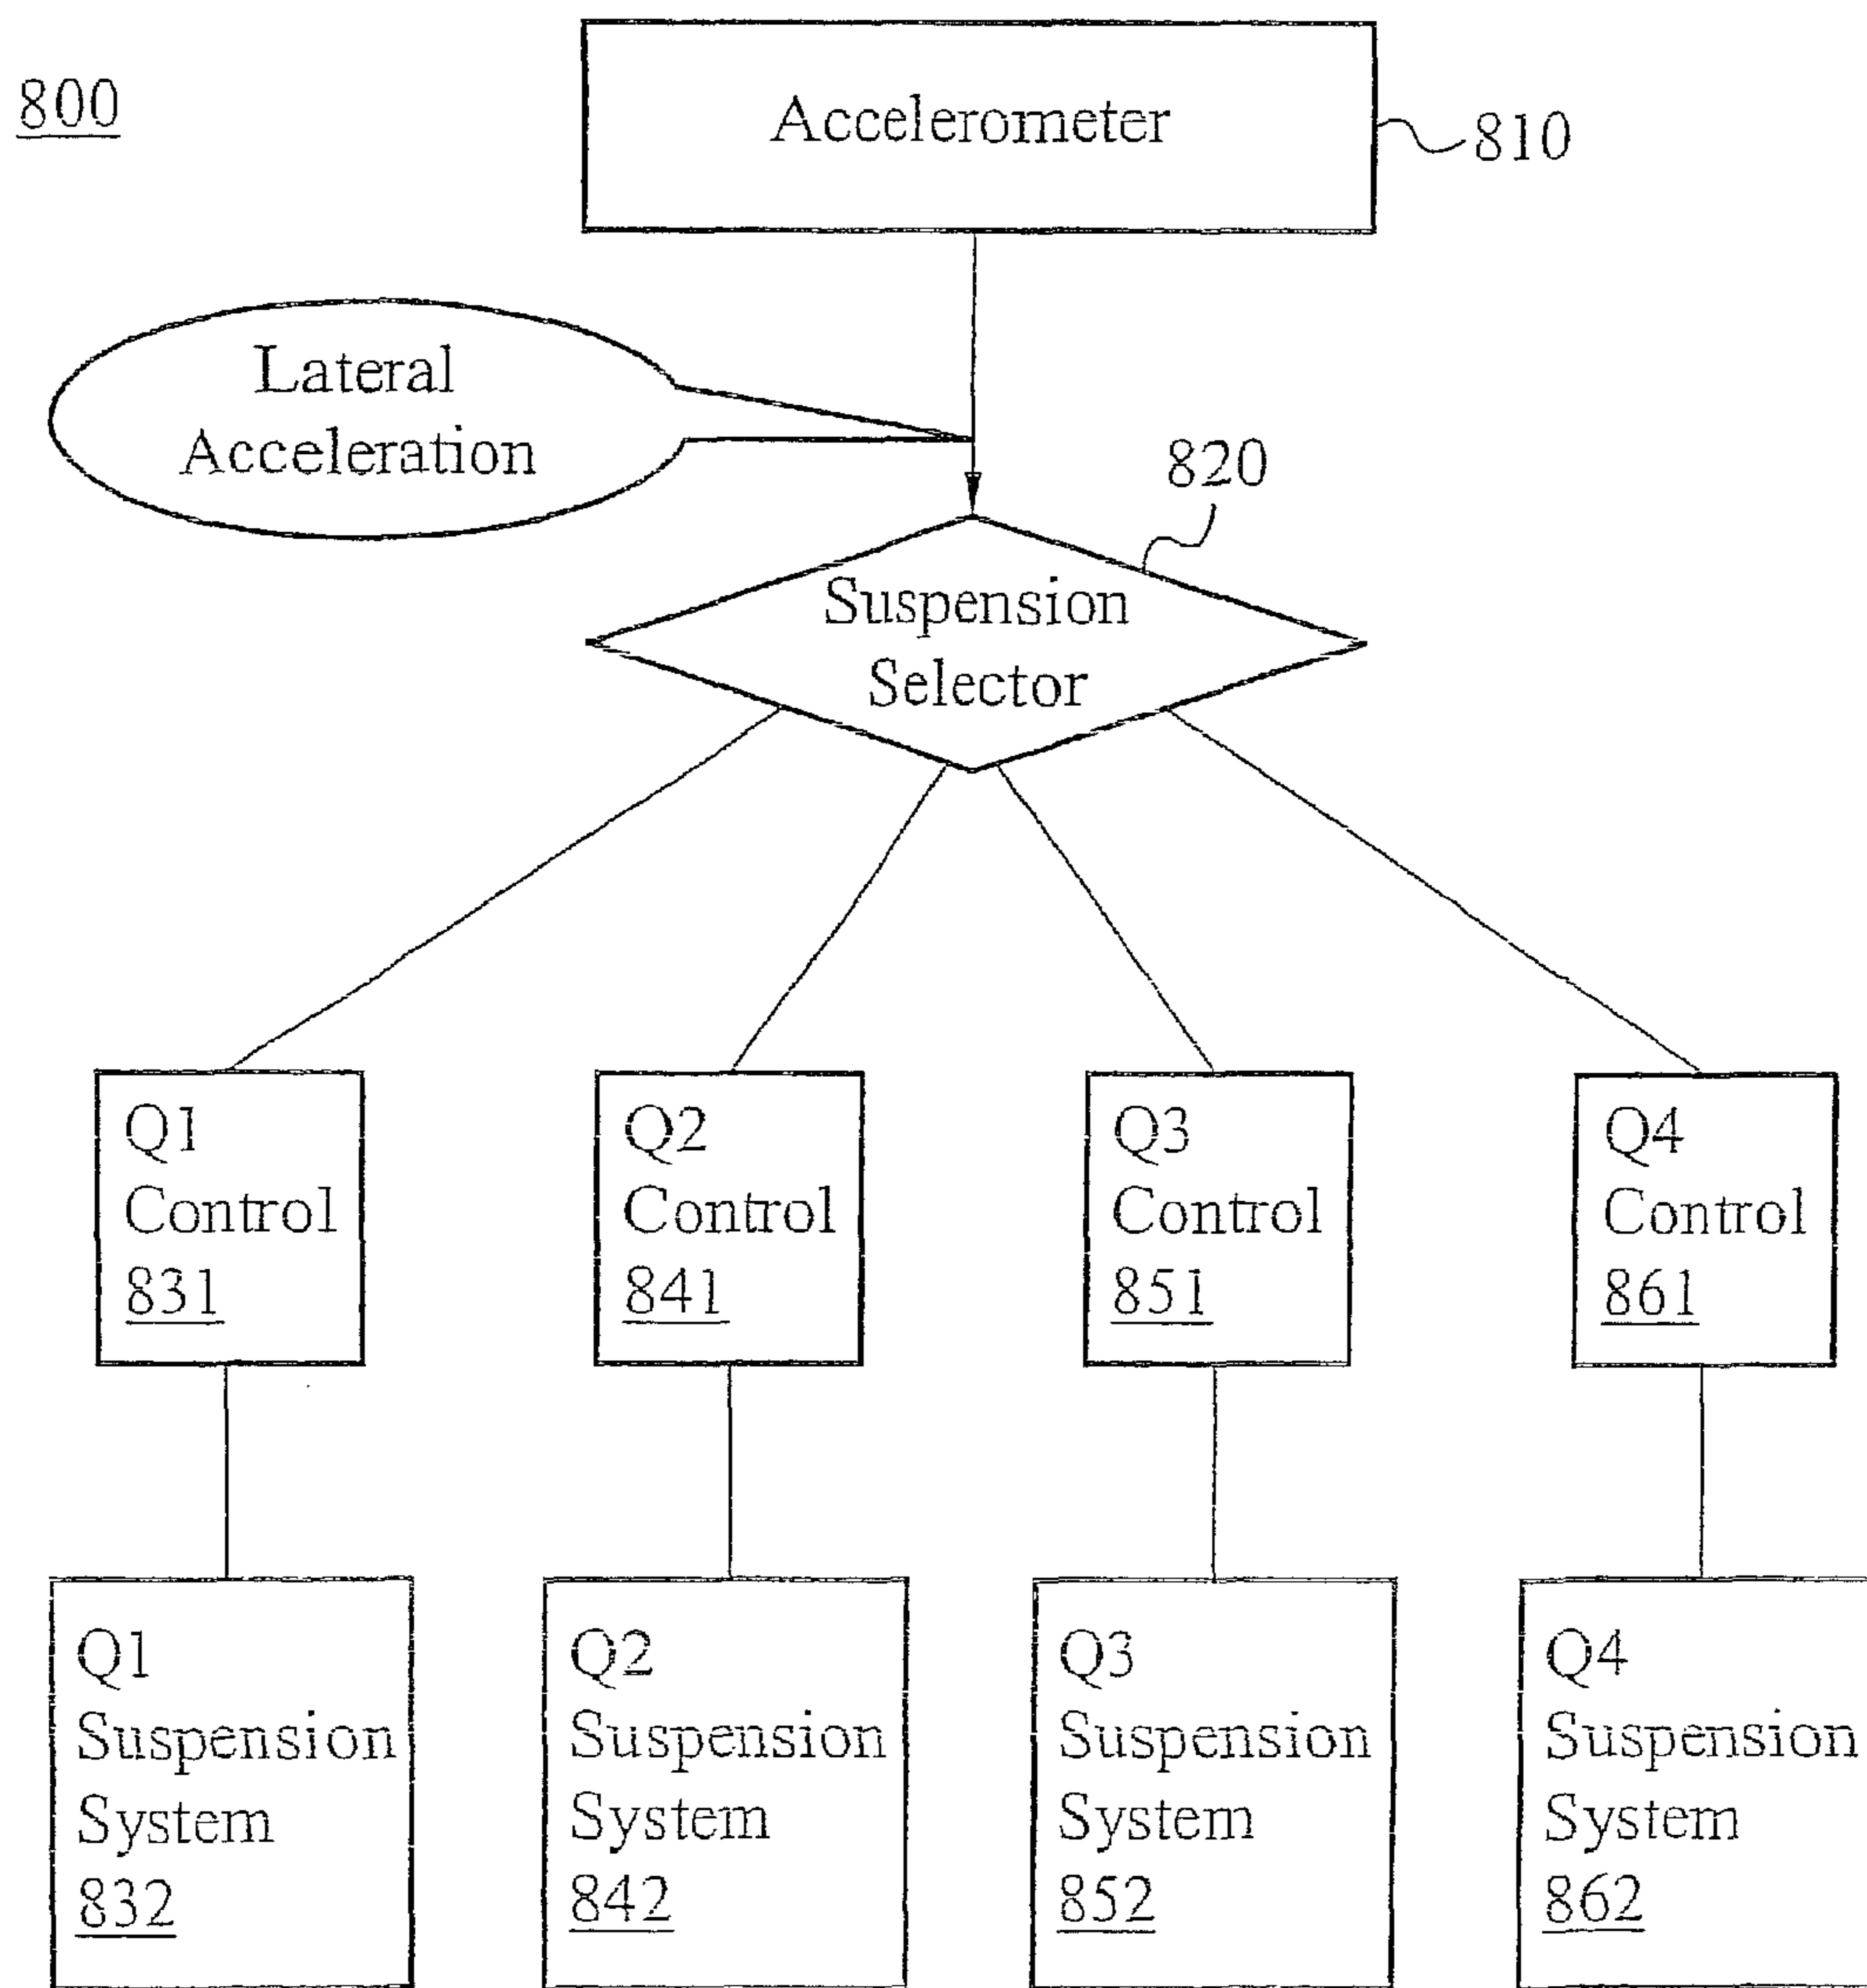 800
Accelerometer
810
Lateral
Acceleration
820
Suspension
Selector
Q1
Control
831
Q2
Control
841
Q3
Control
851
Q4
Control
861
Q1
Suspension
System
832
Q2
Suspension
System
842
Q3
Suspension
System
852
Q4
Suspension
System
862